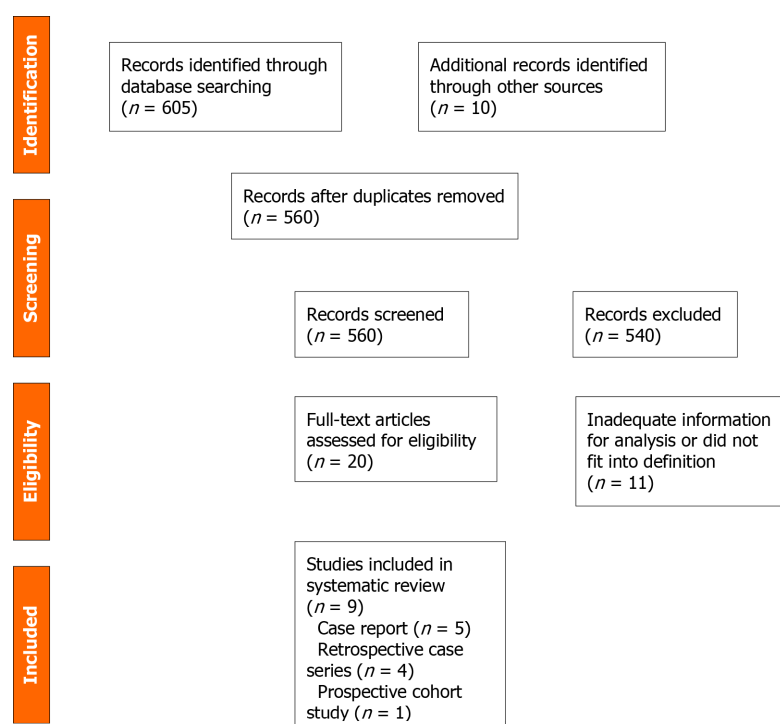 Identification
Records identified through
database searching
(n = 605)
Additional records identified
through other sources
(n = 10)
Records after duplicates removed
(n = 560)
Screening
Records screened
(n = 560)
Records excluded
(n = 540)
Eligibility
Full-text articles
assessed for eligibility
(n = 20)
Inadequate information
for analysis or did not
fit into definition
(n = 11)
Included
Studies included in
systematic review
(n = 9)
Case report (n = 5)
Retrospective case
series (n = 4)
Prospective cohort
study (n = 1)